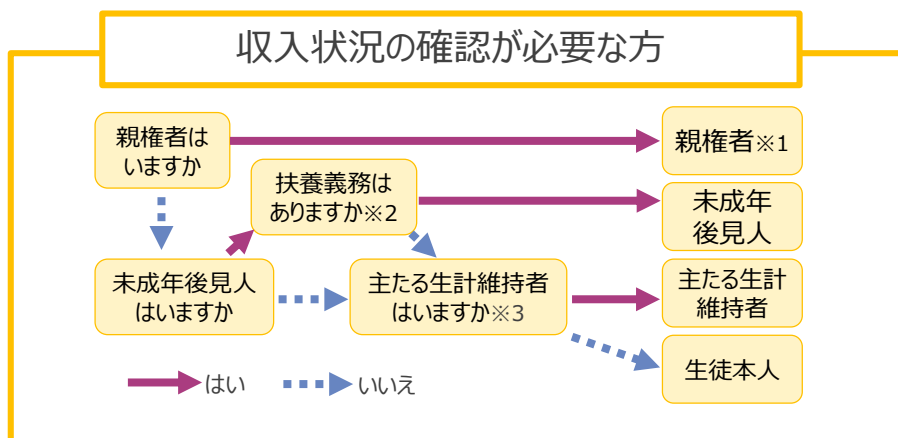 収入状況の確認が必要な方
親権者は
いますか
親権者※1
扶養義務は
ありますか※2
未成年
後見人
未成年後見人
はいますか
主たる生計維持者
はいますか※3
主たる生計
維持者
生徒本人
はい
いいえ